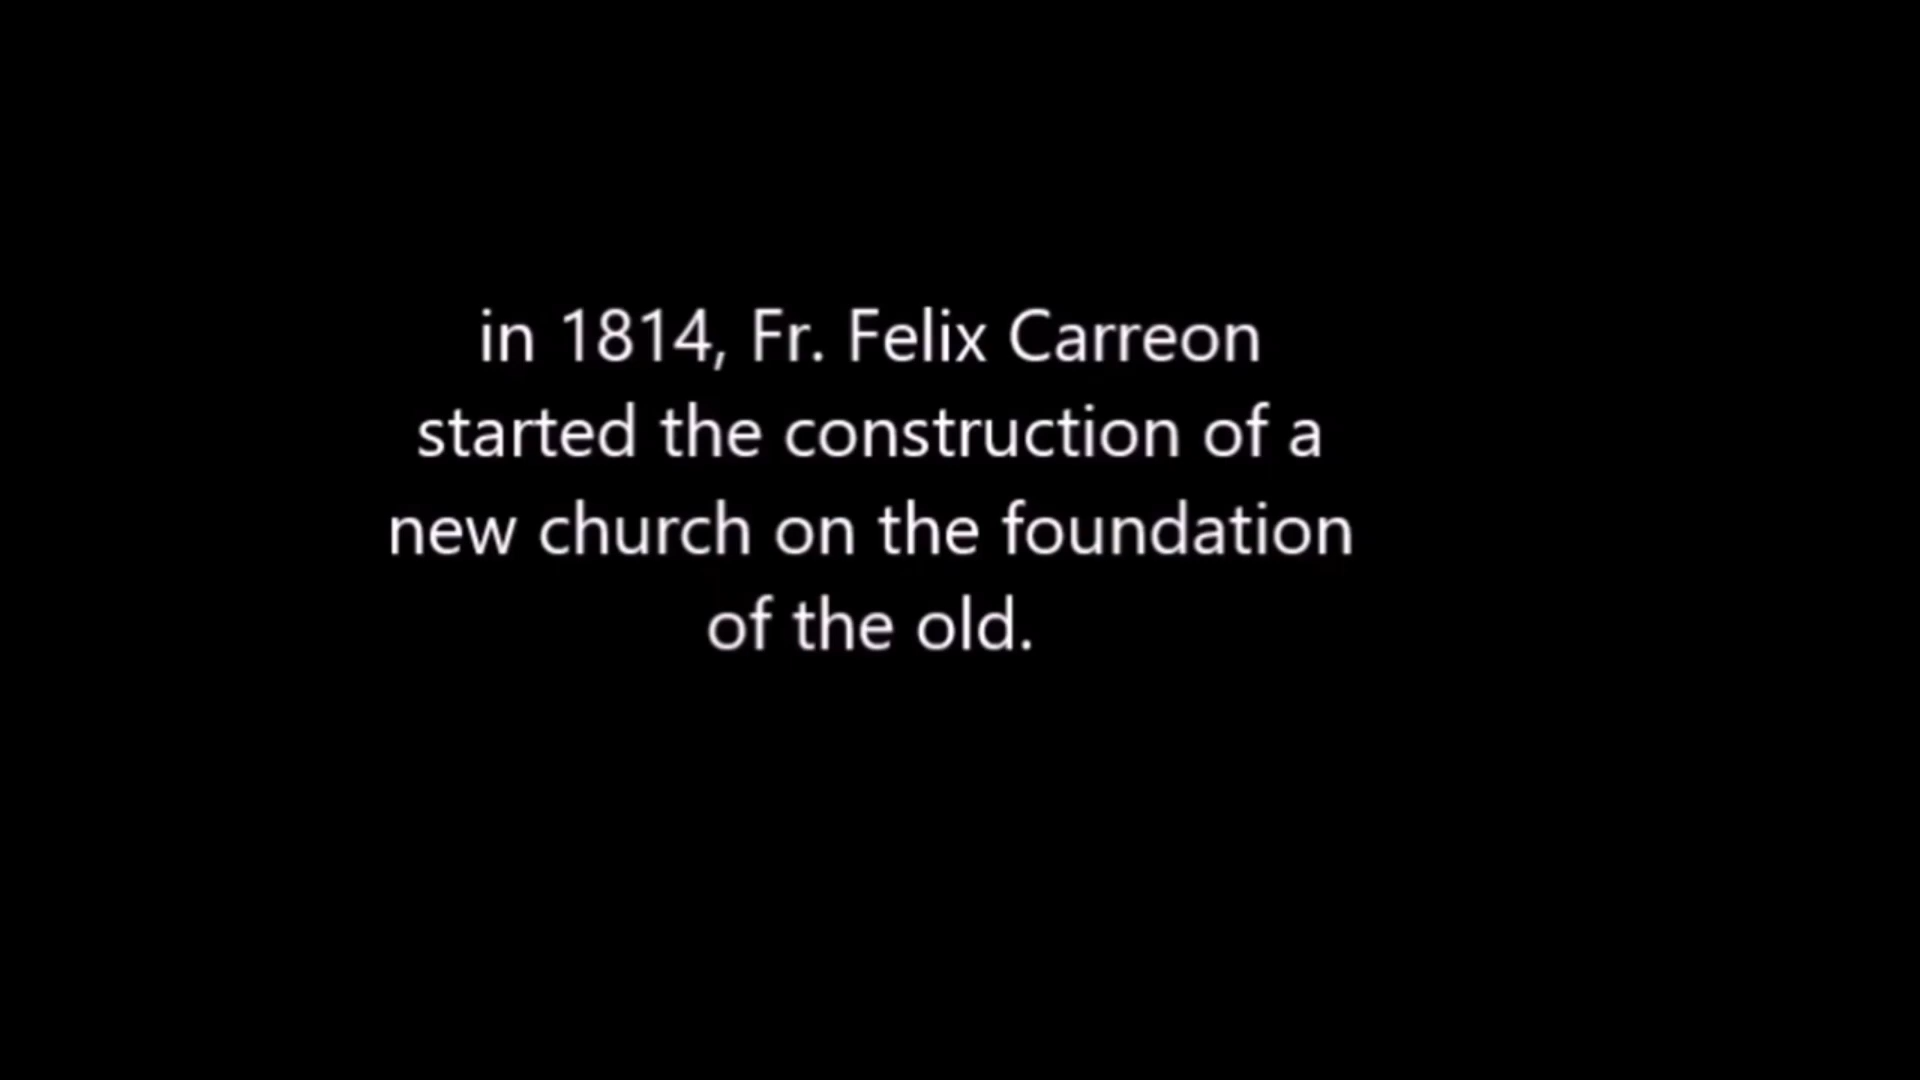 in 1814, Fr. Felix Carreon
started the construction of a
new church on the foundation
of the old.